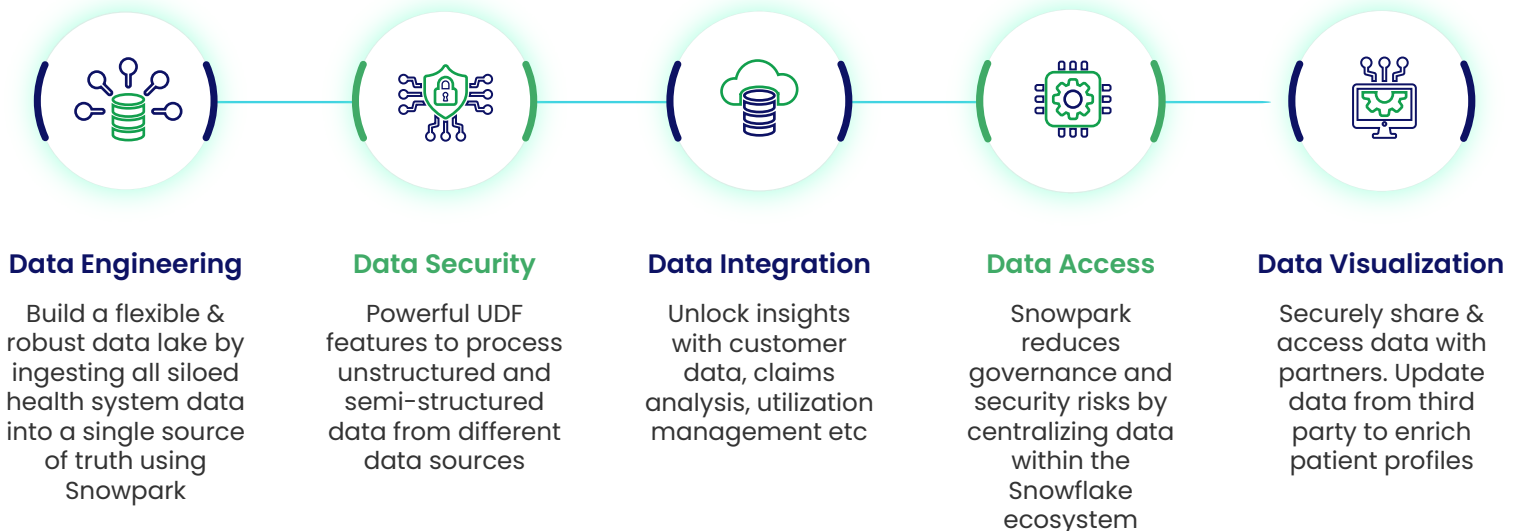 Data Engineering
Build a flexible &
robust data lake by
ingesting all siloed
health system data
into a single source
of truth using
Snowpark
Data Security
Powerful UDF
features to process
unstructured and
semi-structured
data from different
data sources
Data Integration
Unlock insights
with customer
data, claims
analysis, utilization
management etc
Data Access
Snowpark
reduces
governance and
security risks by
centralizing data
within the
Snowflake
ecosystem
Data Visualization
Securely share &
access data with
partners. Update
data from third
party to enrich
patient profiles